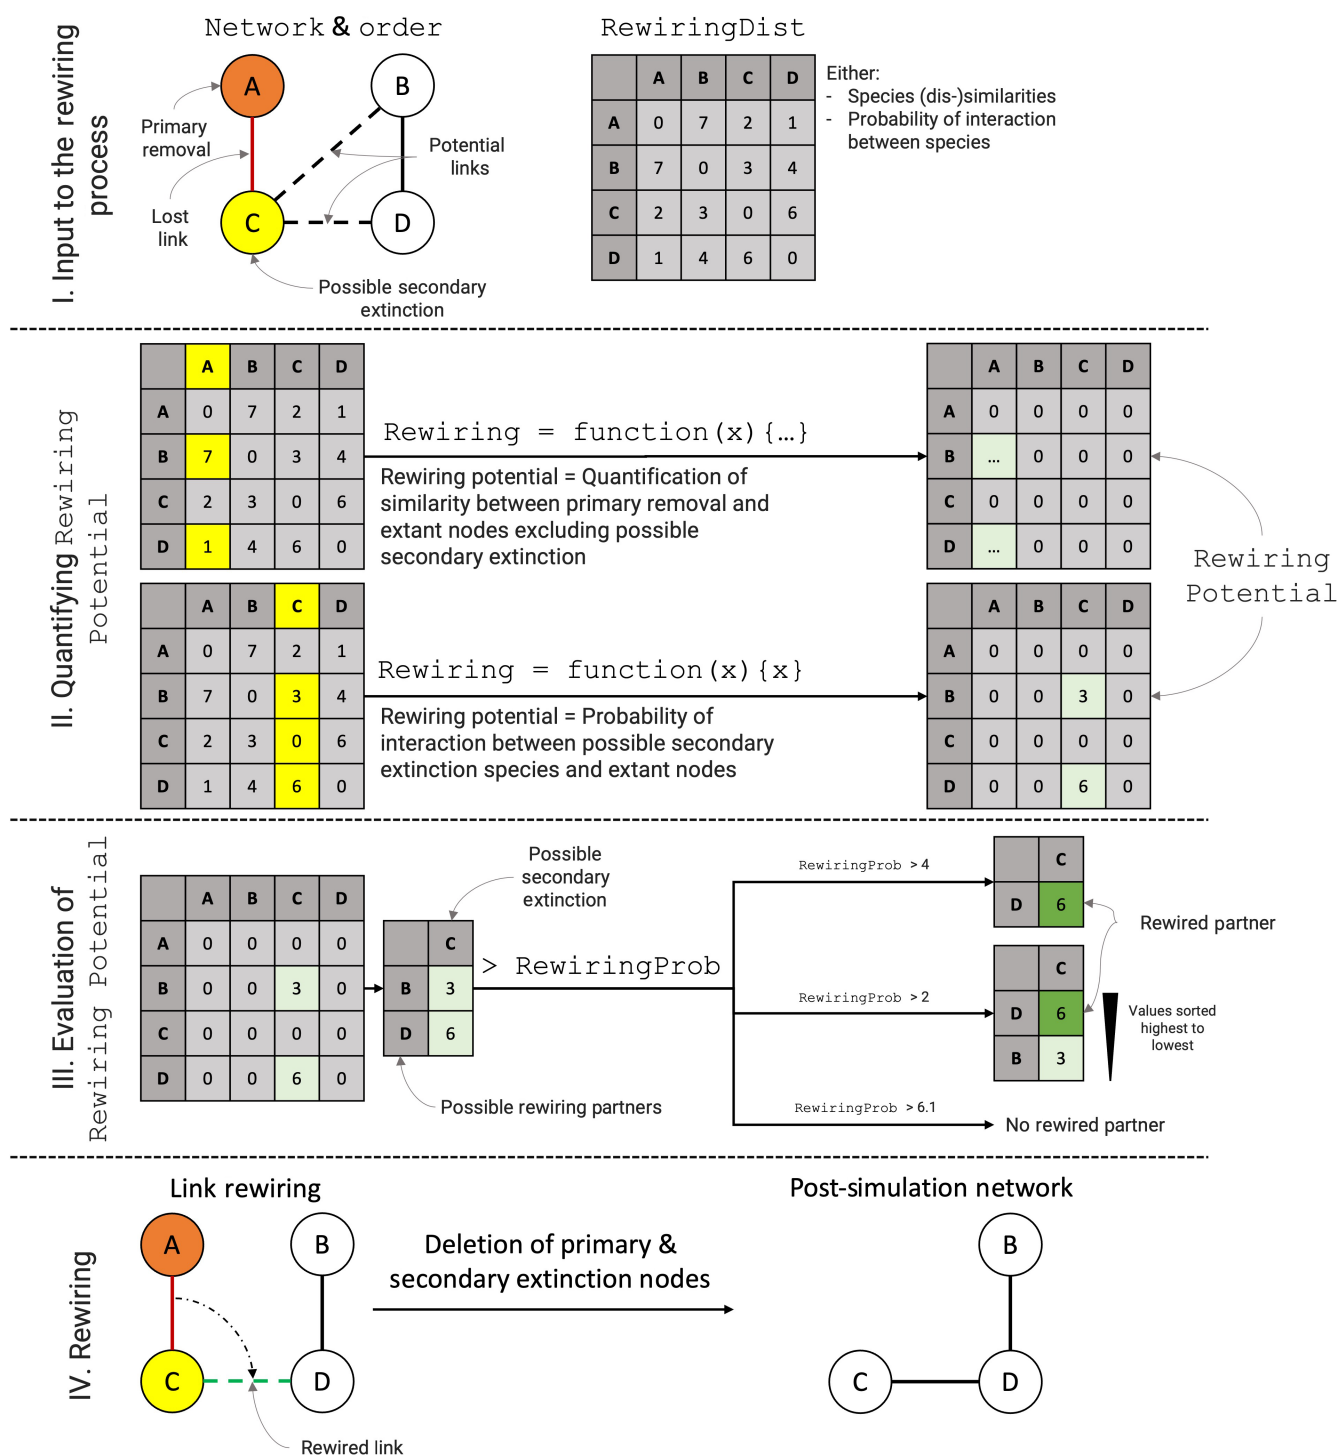 I. Input to the rewiring
process
Network & order
A
B
C
D
Primary
removal
Lost
link
Potential
links
Possible secondary
extinction
RewiringDist
A B C D
A 0 7 2 1
B 7 0 3 4
C 2 3 0 6
D 1 4 6 0
Either:
- Species (dis-)similarities
- Probability of interaction
between species
II. Quantifying Rewiring
Potential
A B C D
A 0 7 2 1
B 7 0 3 4
C 2 3 0 6
D 1 4 6 0
Rewiring = function(x){…}
Rewiring potential = Quantification of
similarity between primary removal and
extant nodes excluding possible
secondary extinction
A B C D
A 0 0 0 0
B … 0 0 0
C 0 0 0 0
D … 0 0 0
Rewiring
Potential
A B C D
A 0 7 2 1
B 7 0 3 4
C 2 3 0 6
D 1 4 6 0
Rewiring = function(x){x}
Rewiring potential = Probability of
interaction between possible secondary
extinction species and extant nodes
A B C D
A 0 0 0 0
B 0 0 3 0
C 0 0 0 0
D 0 0 6 0
III. Evaluation of
Rewiring Potential
A B C D
A 0 0 0 0
B 0 0 3 0
C 0 0 0 0
D 0 0 6 0
Possible
secondary
extinction
C
B 3
D 6
Possible rewiring partners
> RewiringProb
RewiringProb > 4
C
D 6
Rewired partner
RewiringProb > 2
C
D 6
B 3
Values sorted
highest to
lowest
RewiringProb > 6.1
No rewired partner
IV. Rewiring
Link rewiring
A
B
C
D
Rewired link
Deletion of primary &
secondary extinction nodes
Post-simulation network
B
C
D